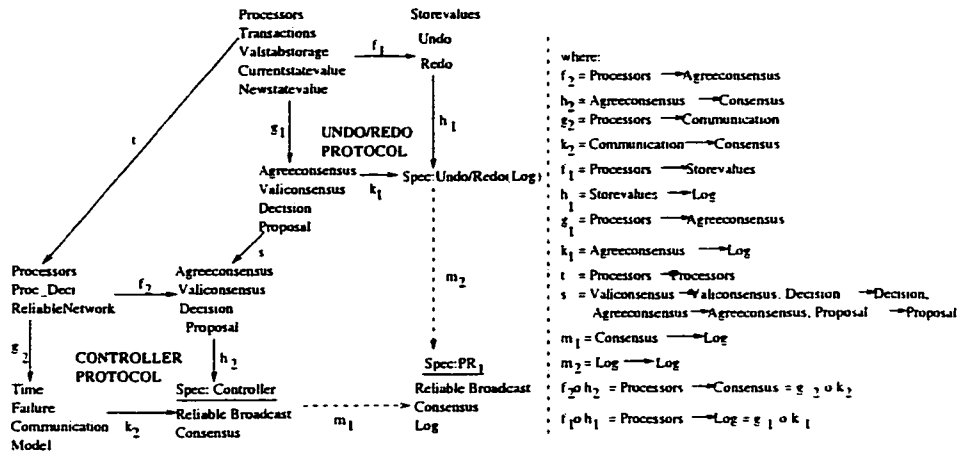 Processors
Transactions
Valstabstorage
Currentstatevalue
Newstatevalue
f1
Storevalues
Undo
Redo
t
g1
UNDO/REDO
PROTOCOL
h1
Agreeconsensus
Valiconsensus
Decision
Proposal
k1
Spec:Undo/Redo(Log)
s
m2
Processors
Proc_Deci
ReliableNetwork
f2
Agreeconsensus
Valiconsensus
Decision
Proposal
g2
CONTROLLER
PROTOCOL
h2
Time
Failure
Communication
Model
k2
Spec: Controller
Reliable Broadcast
Consensus
m1
Spec:PR1
Reliable Broadcast
Consensus
Log
where:
f2 = Processors → Agreeconsensus
h2 = Agreeconsensus → Consensus
g2 = Processors → Communication
k2 = Communication → Consensus
f1 = Processors → Storevalues
h1 = Storevalues → Log
g1 = Processors → Agreeconsensus
k1 = Agreeconsensus → Log
t = Processors → Processors
s = Valiconsensus → Valiconsensus. Decision → Decision,
Agreeconsensus → Agreeconsensus, Proposal → Proposal
m1 = Consensus → Log
m2 = Log → Log
f2 o h2 = Processors → Consensus = g2 o k2
f1 o h1 = Processors → Log = g1 o k1